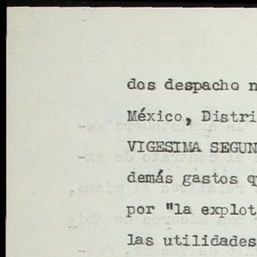 dos despacho n
México, Distri
VIGESIMA SEGUN
demás gastos q
por "la explot
las utilidades